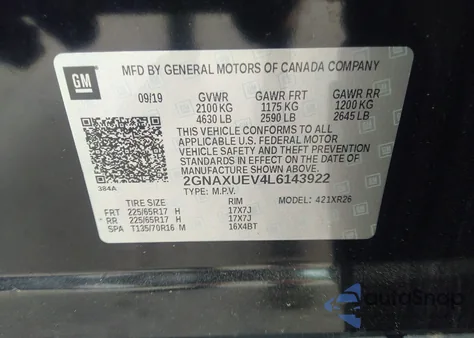 GM
MFD BY GENERAL MOTORS OF CANADA COMPANY
09/19 GVWR GAWR FRT GAWR RR
2100 KG 1175 KG 1200 KG
4630 LB 2590 LB 2645 LB
THIS VEHICLE CONFORMS TO ALL
APPLICABLE U.S. FEDERAL MOTOR
VEHICLE SAFETY, BUMPER, AND THEFT
PREVENTION STANDARDS IN EFFECT ON
THE DATE OF MANUFACTURE SHOWN ABOVE.
2GNAXUEV4L6143922
384A TYPE: M.P.V. MODEL: 421XR26
TIRE SIZE RIM
FRT 225/65R17 H 17X7J
RR 225/65R17 H 17X7J
SPA T135/70R16 M 16X4BT
AutoSnap